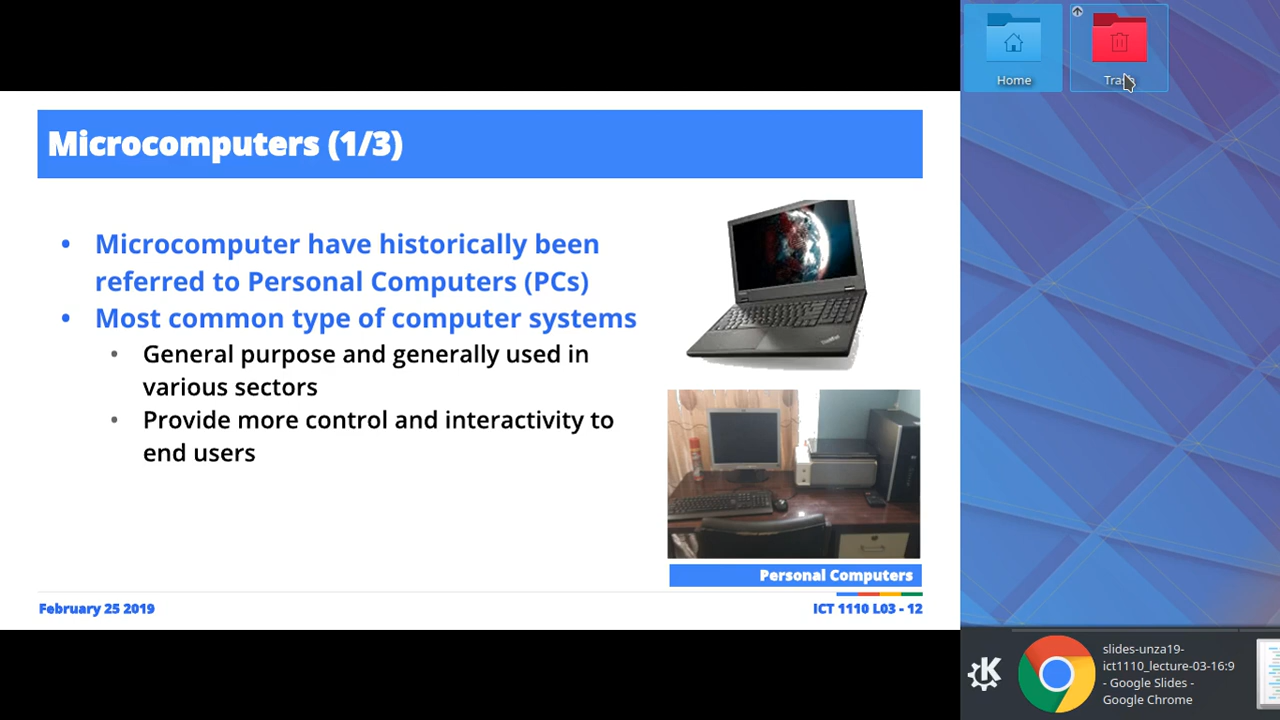 Microcomputers (1/3)
• Microcomputer have historically been
referred to Personal Computers (PCs)
• Most common type of computer systems
• General purpose and generally used in
various sectors
• Provide more control and interactivity to
end users
Personal Computers
February 25 2019
ICT 1110 L03 - 12
Home
Trash
slides-unza19-
ict1110_lecture-03-16:9
- Google Slides -
Google Chrome